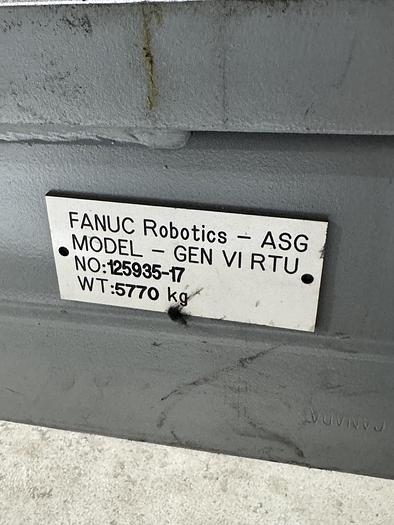 FANUC Robotics - ASG
MODEL - GEN VI RTU
NO:125935-17
WT:5770 kg